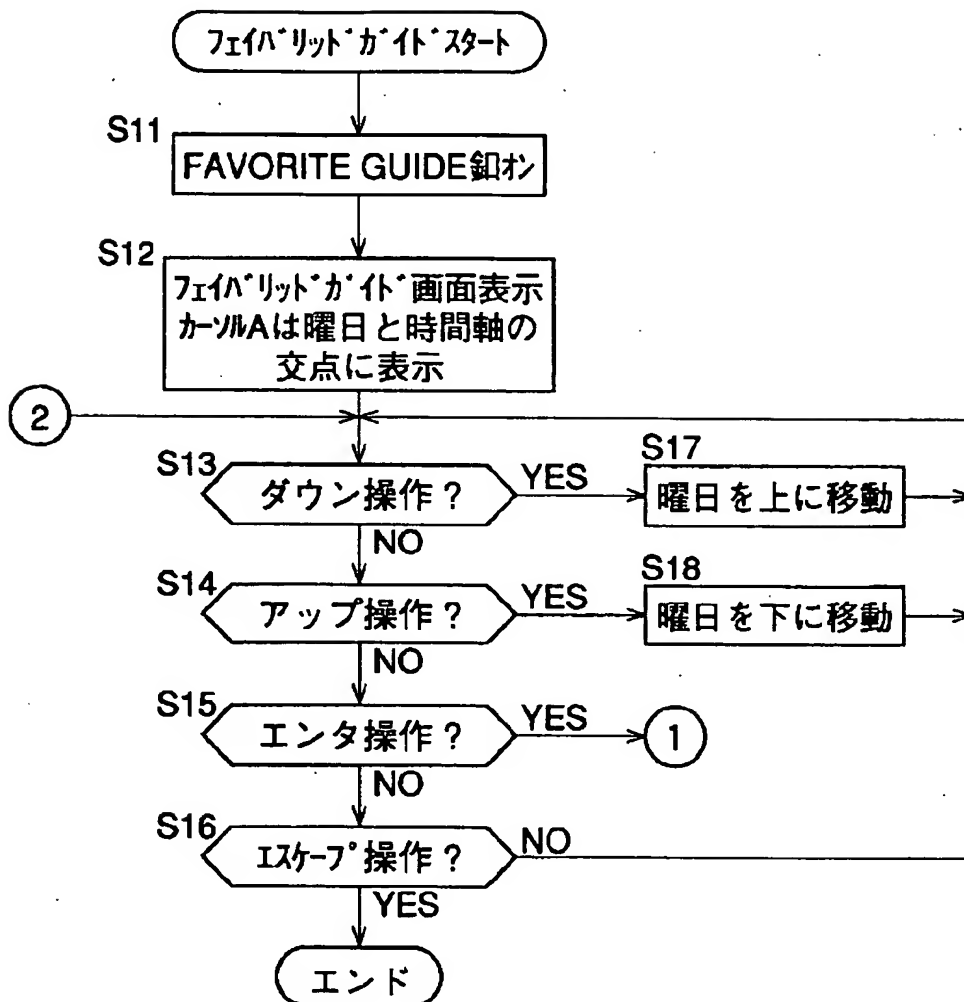 ﾌｪｲﾊﾞﾘｯﾄﾞｶﾞｲﾄﾞｽﾀｰﾄ
S11
FAVORITE GUIDE釦ｵﾝ
S12
ﾌｪｲﾊﾞﾘｯﾄﾞｶﾞｲﾄﾞ画面表示
ｶｰｿﾙAは曜日と時間軸の
交点に表示
2
S13
ダウン操作？
YES
S17
曜日を上に移動
NO
S14
アップ操作？
YES
S18
曜日を下に移動
NO
S15
エンタ操作？
YES
1
NO
S16
ｴｽｹｰﾌﾟ操作？
NO
YES
エンド